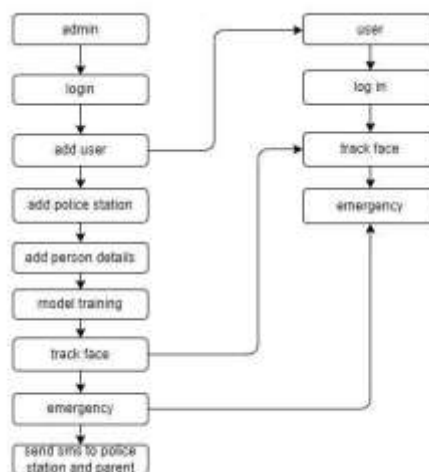 admin
login
add user
add police station
add person details
model training
track face
emergency
send sms to police
station and parent
user
log in
track face
emergency